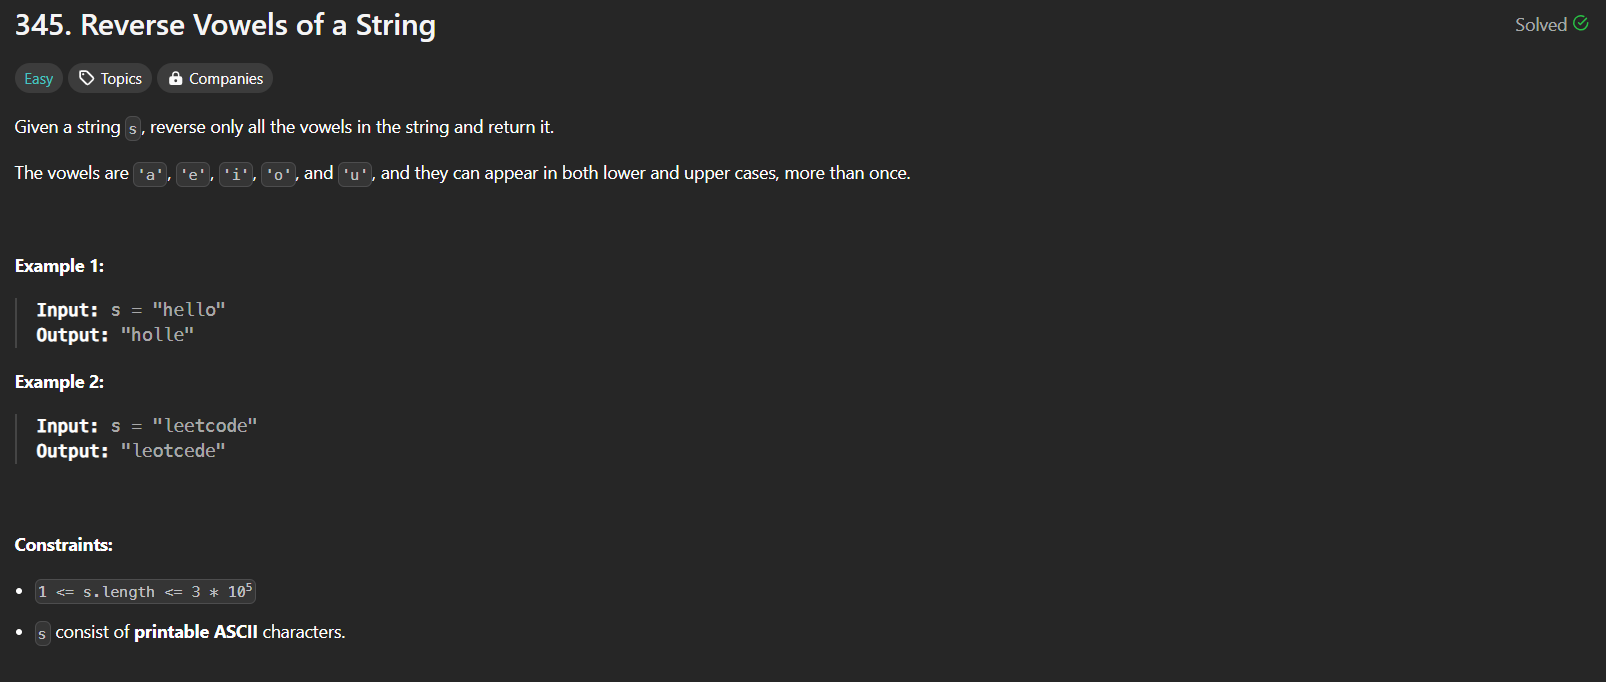 345. Reverse Vowels of a String
Solved
Easy Topics Companies
Given a string s, reverse only all the vowels in the string and return it.
The vowels are 'a', 'e', 'i', 'o', and 'u', and they can appear in both lower and upper cases, more than once.
Example 1:
Input: s = "hello"
Output: "holle"
Example 2:
Input: s = "leetcode"
Output: "leotcede"
Constraints:
• 1 <= s.length <= 3 * 10⁵
• s consist of printable ASCII characters.